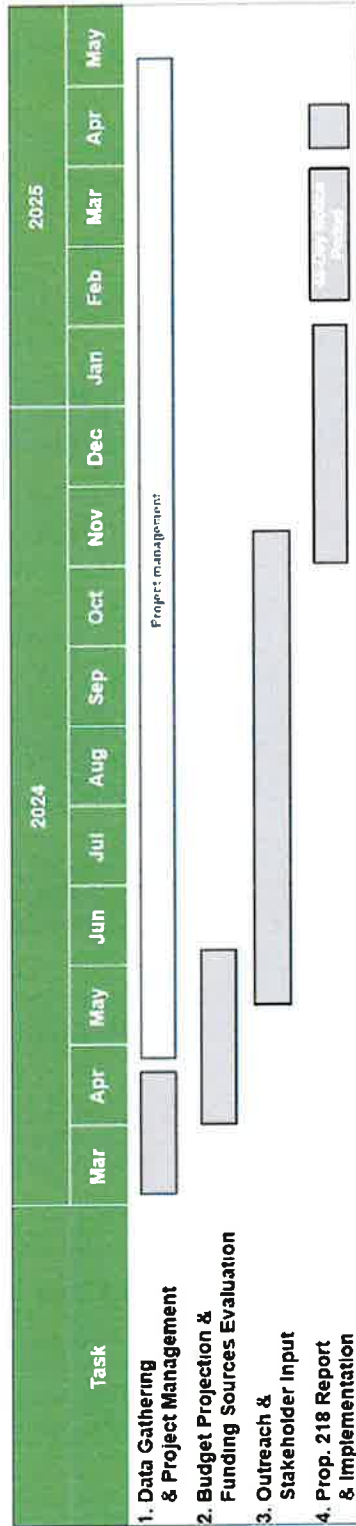 Task
2024
2025
Mar
Apr
May
Jun
Jul
Aug
Sep
Oct
Nov
Dec
Jan
Feb
Mar
Apr
May
1. Data Gathering
& Project Management
Project management
2. Budget Projection &
Funding Sources Evaluation
3. Outreach &
Stakeholder Input
4. Prop. 218 Report
& Implementation
Period